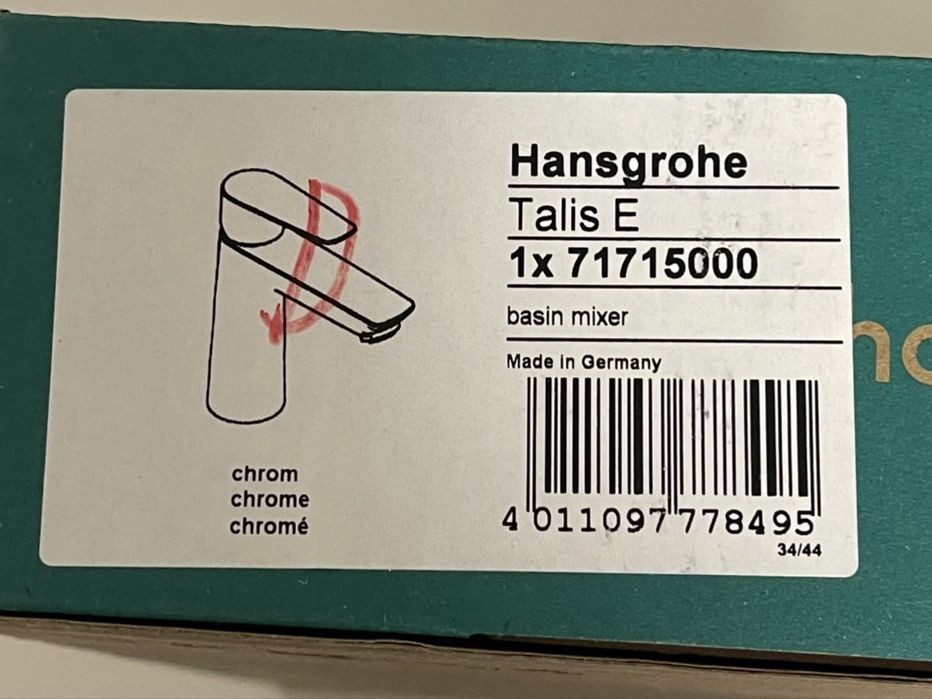 Hansgrohe
Talis E
1x 71715000
basin mixer
Made in Germany
4 011097 778495
34/44
chrom
chrome
chromé